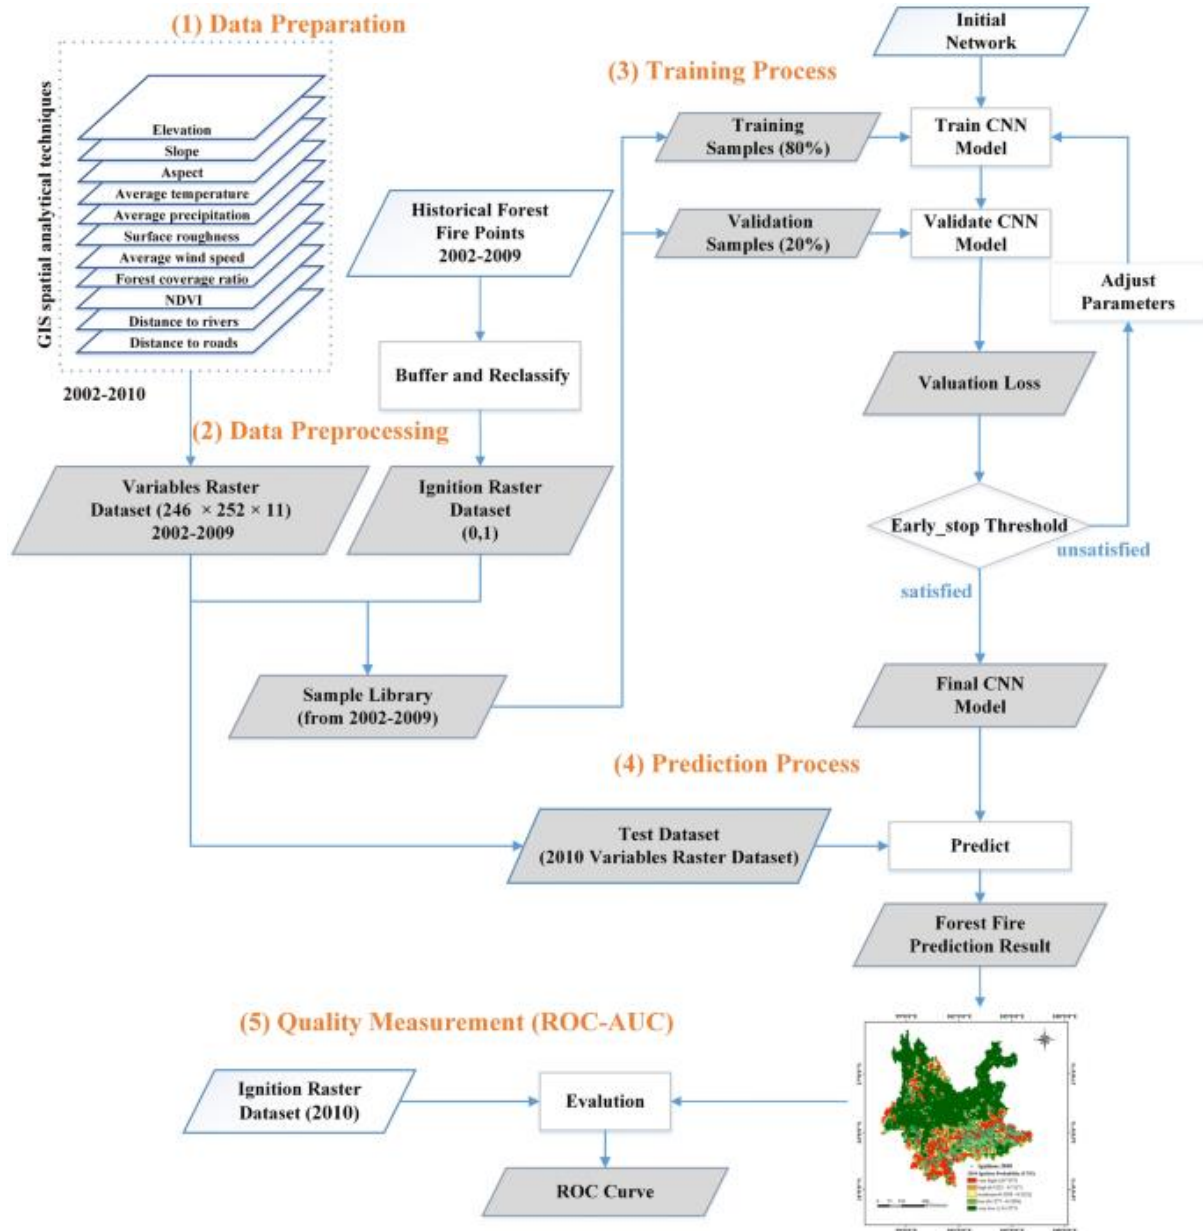 (1) Data Preparation
GIS spatial analytical techniques
Elevation
Slope
Aspect
Average temperature
Average precipitation
Surface roughness
Average wind speed
Forest coverage ratio
NDVI
Distance to rivers
Distance to roads
2002-2010
Historical Forest
Fire Points
2002-2009
Buffer and Reclassify
(2) Data Preprocessing
Variables Raster
Dataset (246 × 252 × 11)
2002-2009
Ignition Raster
Dataset
(0,1)
Sample Library
(from 2002-2009)
(3) Training Process
Initial
Network
Training
Samples (80%)
Train CNN
Model
Validation
Samples (20%)
Validate CNN
Model
Adjust
Parameters
Valuation Loss
Early_stop Threshold
unsatisfied
satisfied
Final CNN
Model
(4) Prediction Process
Test Dataset
(2010 Variables Raster Dataset)
Predict
Forest Fire
Prediction Result
(5) Quality Measurement (ROC-AUC)
Ignition Raster
Dataset (2010)
Evalution
ROC Curve